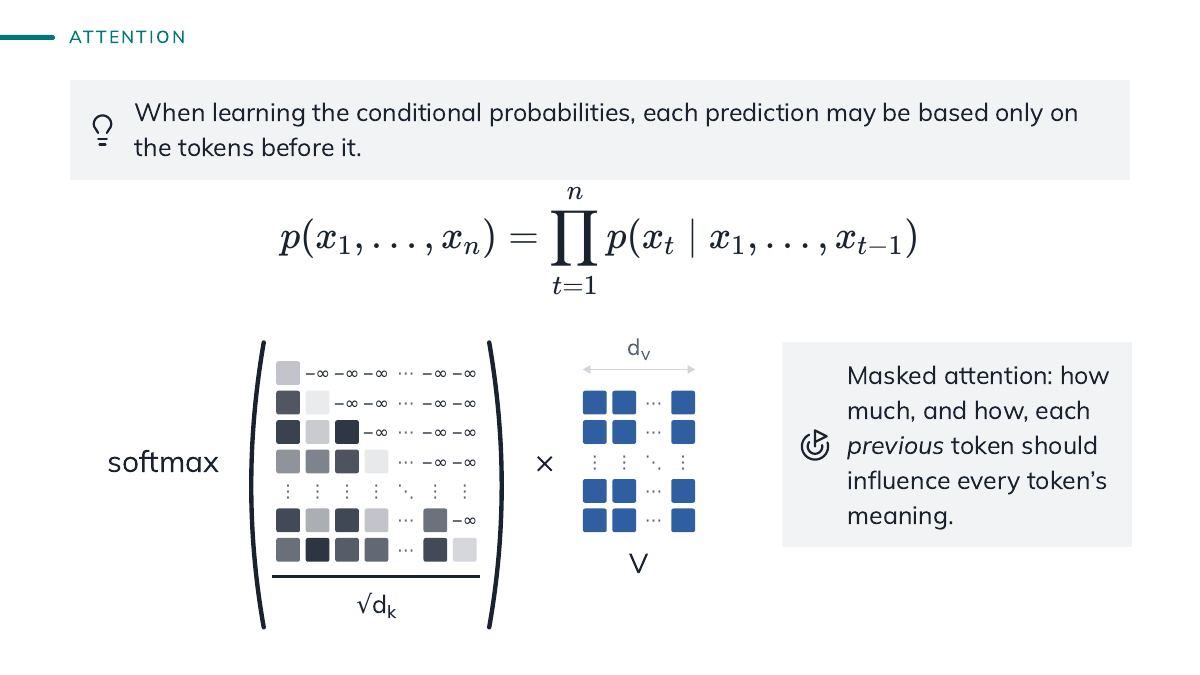 ATTENTION
When learning the conditional probabilities, each prediction may be based only on
the tokens before it.
p(x₁, . . . , xₙ) = ∏ⁿₜ₌₁ p(xₜ | x₁, . . . , xₜ₋₁)
dᵥ
−∞ −∞ −∞ ··· −∞ −∞
−∞ −∞ ··· −∞ −∞
−∞ ··· −∞ −∞
··· −∞ −∞
⋮ ⋮ ⋮ ⋮ ⋱ ⋮ ⋮
··· −∞
···
softmax
√dₖ
×
···
···
⋮ ⋮ ⋱ ⋮
···
···
V
Masked attention: how
much, and how, each
previous token should
influence every token’s
meaning.